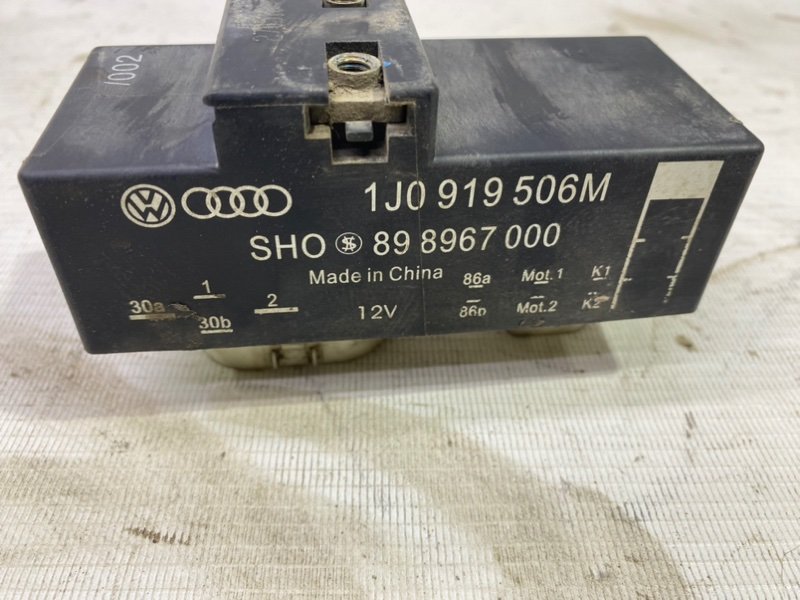 /002
1J0 919 506M
SHO 89 8967 000
Made in China
12V
30a 1 30b 2
86a Mot.1 K1
86b Mot.2 K2